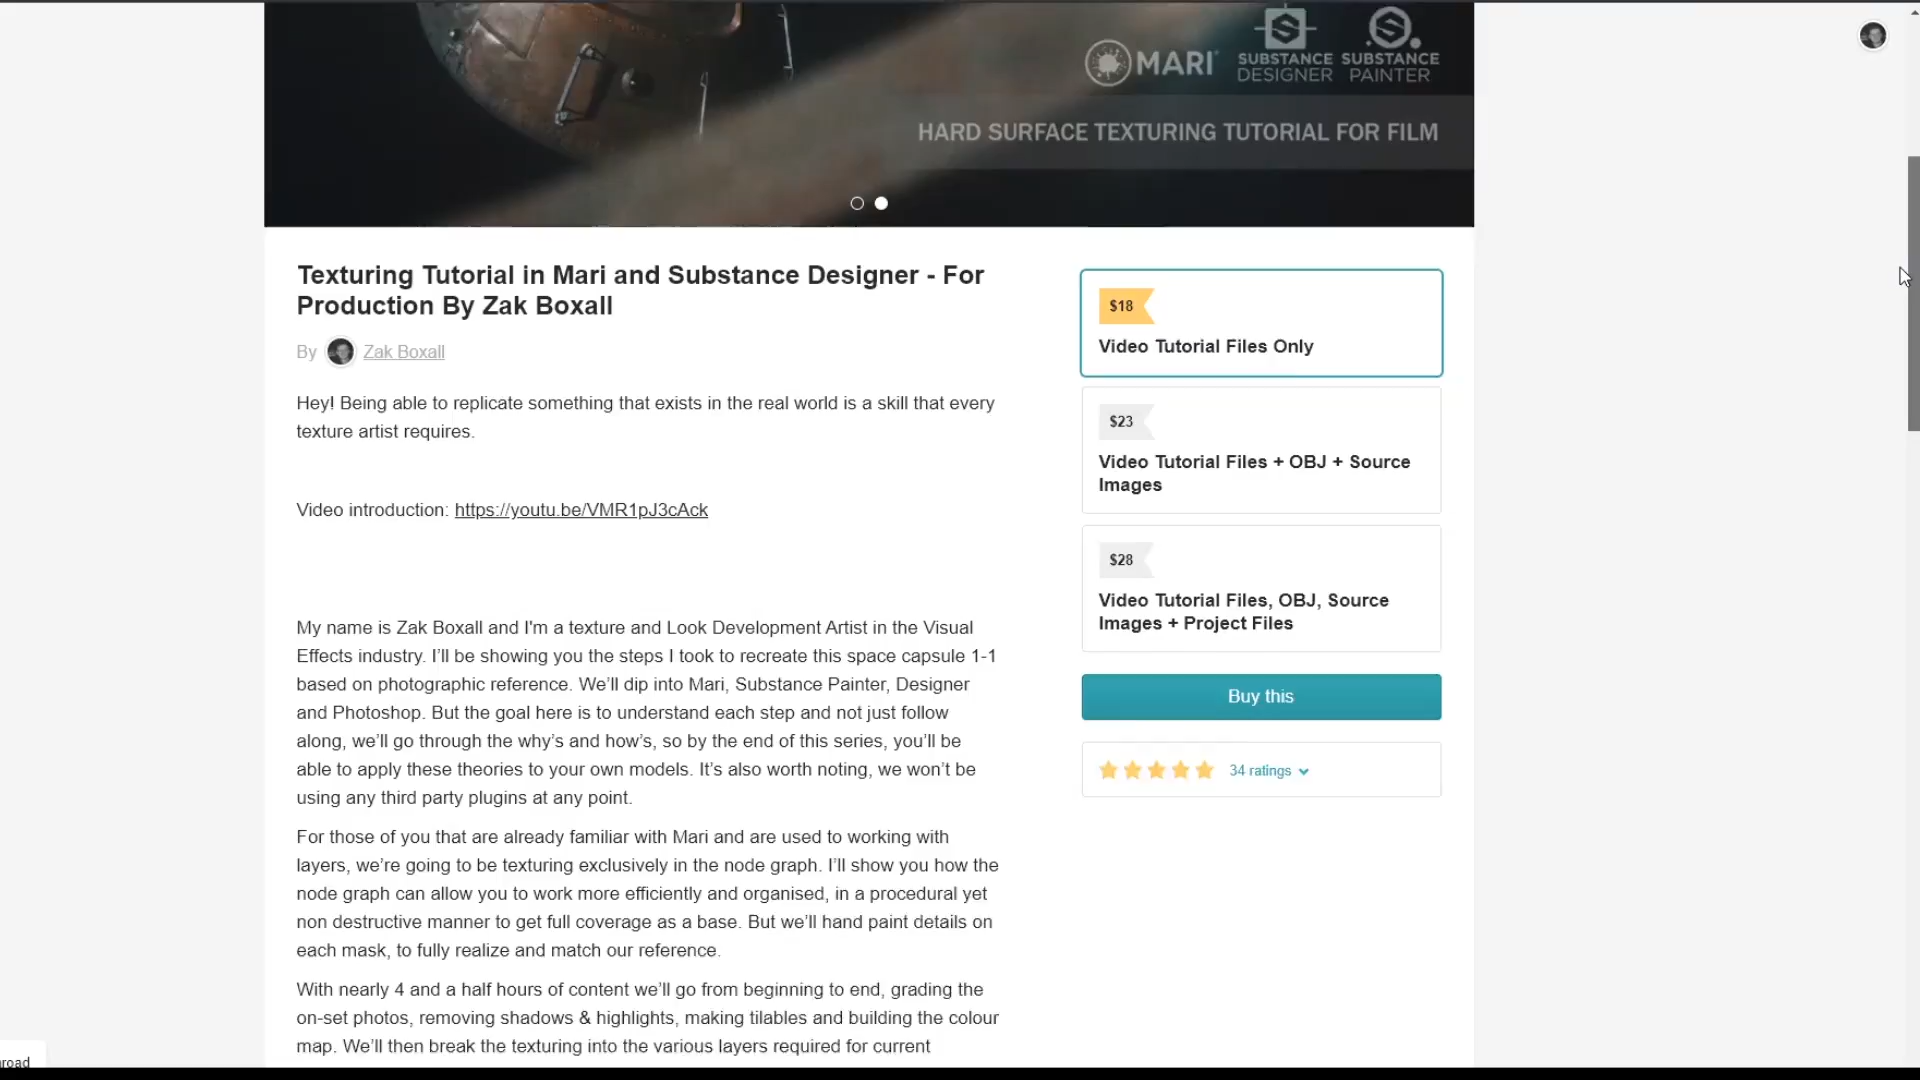 MARI
SUBSTANCE DESIGNER
SUBSTANCE PAINTER
HARD SURFACE TEXTURING TUTORIAL FOR FILM
Texturing Tutorial in Mari and Substance Designer - For
Production By Zak Boxall
By Zak Boxall
Hey! Being able to replicate something that exists in the real world is a skill that every
texture artist requires.
Video introduction: https://youtu.be/VMR1pJ3cAck
My name is Zak Boxall and I'm a texture and Look Development Artist in the Visual
Effects industry. I’ll be showing you the steps I took to recreate this space capsule 1-1
based on photographic reference. We’ll dip into Mari, Substance Painter, Designer
and Photoshop. But the goal here is to understand each step and not just follow
along, we’ll go through the why’s and how’s, so by the end of this series, you’ll be
able to apply these theories to your own models. It’s also worth noting, we won’t be
using any third party plugins at any point.
For those of you that are already familiar with Mari and are used to working with
layers, we’re going to be texturing exclusively in the node graph. I’ll show you how the
node graph can allow you to work more efficiently and organised, in a procedural yet
non destructive manner to get full coverage as a base. But we’ll hand paint details on
each mask, to fully realize and match our reference.
With nearly 4 and a half hours of content we’ll go from beginning to end, grading the
on-set photos, removing shadows & highlights, making tilables and building the colour
map. We’ll then break the texturing into the various layers required for current
$18
Video Tutorial Files Only
$23
Video Tutorial Files + OBJ + Source
Images
$28
Video Tutorial Files, OBJ, Source
Images + Project Files
Buy this
34 ratings
road